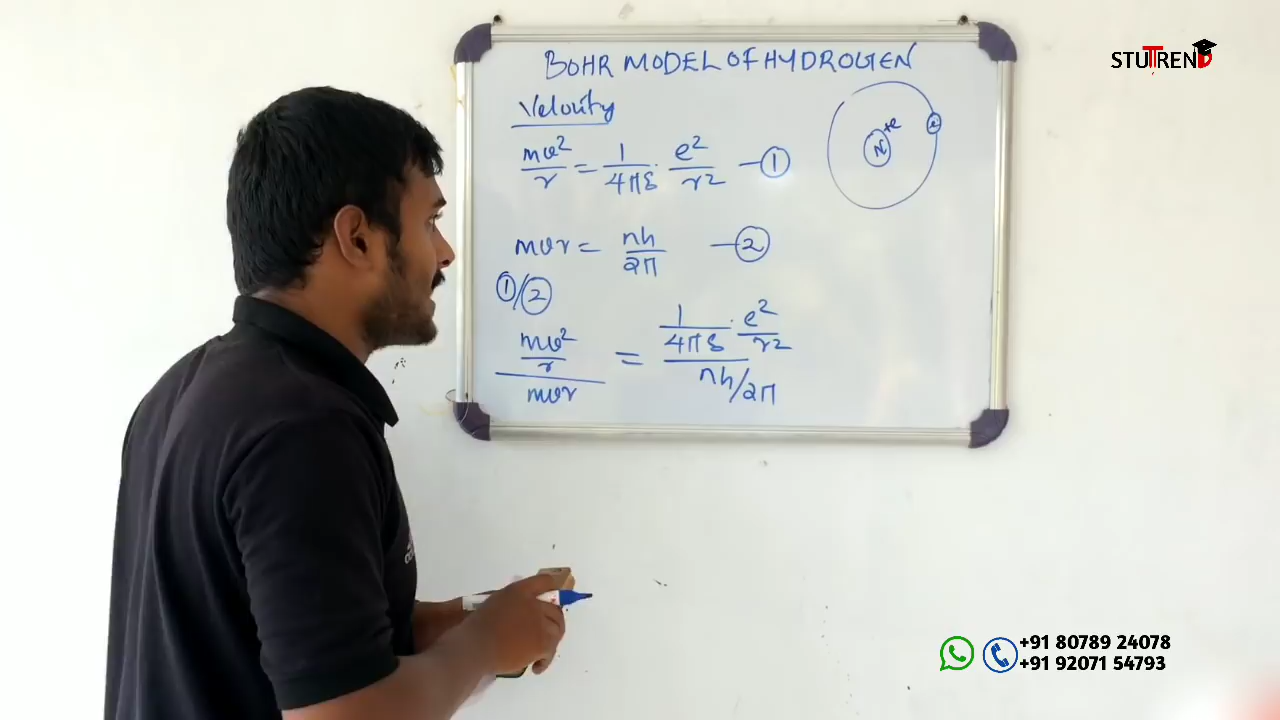 BOHR MODEL OF HYDROGEN
Velocity
mv²/r = 1/4πε · e²/r² —①
mvr = nh/2π —②
①/②
(mv²/r)/mvr = (1/4πε · e²/r²)/(nh/2π)
N +e
e
STUTREND
+91 80789 24078
+91 92071 54793